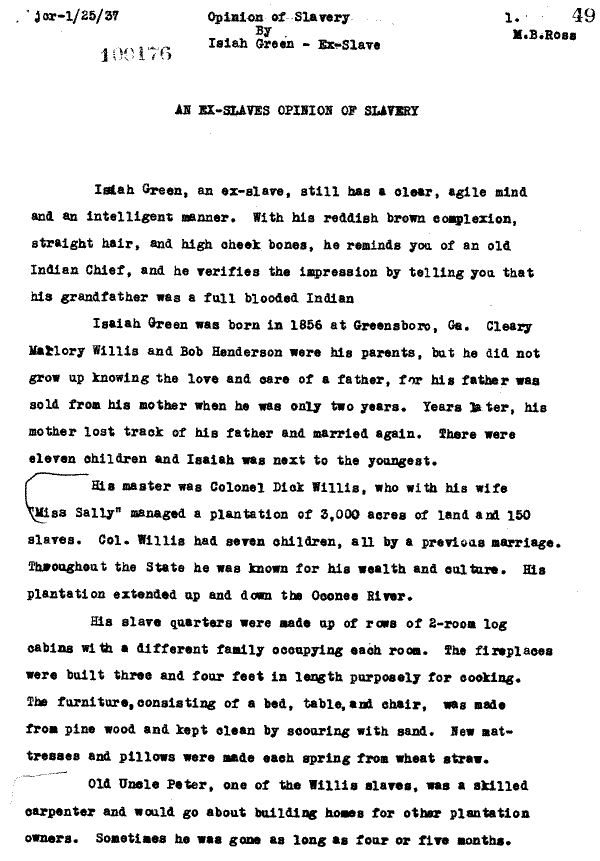 jor-1/25/37 Opinion of Slavery 1. 49
By M.B.Ross
Isiah Green - Ex-Slave
100176
AN EX-SLAVES OPINION OF SLAVERY
Isiah Green, an ex-slave, still has a clear, agile mind
and an intelligent manner. With his reddish brown complexion,
straight hair, and high cheek bones, he reminds you of an old
Indian Chief, and he verifies the impression by telling you that
his grandfather was a full blooded Indian
Isaiah Green was born in 1856 at Greensboro, Ga. Cleary
Mallory Willis and Bob Henderson were his parents, but he did not
grow up knowing the love and care of a father, for his father was
sold from his mother when he was only two years. Years later, his
mother lost track of his father and married again. There were
eleven children and Isaiah was next to the youngest.
His master was Colonel Dick Willis, who with his wife
"Miss Sally" managed a plantation of 3,000 acres of land and 150
slaves. Col. Willis had seven children, all by a previous marriage.
Throughout the State he was known for his wealth and culture. His
plantation extended up and down the Oconee River.
His slave quarters were made up of rows of 2-room log
cabins with a different family occupying each room. The fireplaces
were built three and four feet in length purposely for cooking.
The furniture, consisting of a bed, table, and chair, was made
from pine wood and kept clean by scouring with sand. New mat-
tresses and pillows were made each spring from wheat straw.
Old Uncle Peter, one of the Willis slaves, was a skilled
carpenter and would go about building homes for other plantation
owners. Sometimes he was gone as long as four or five months.